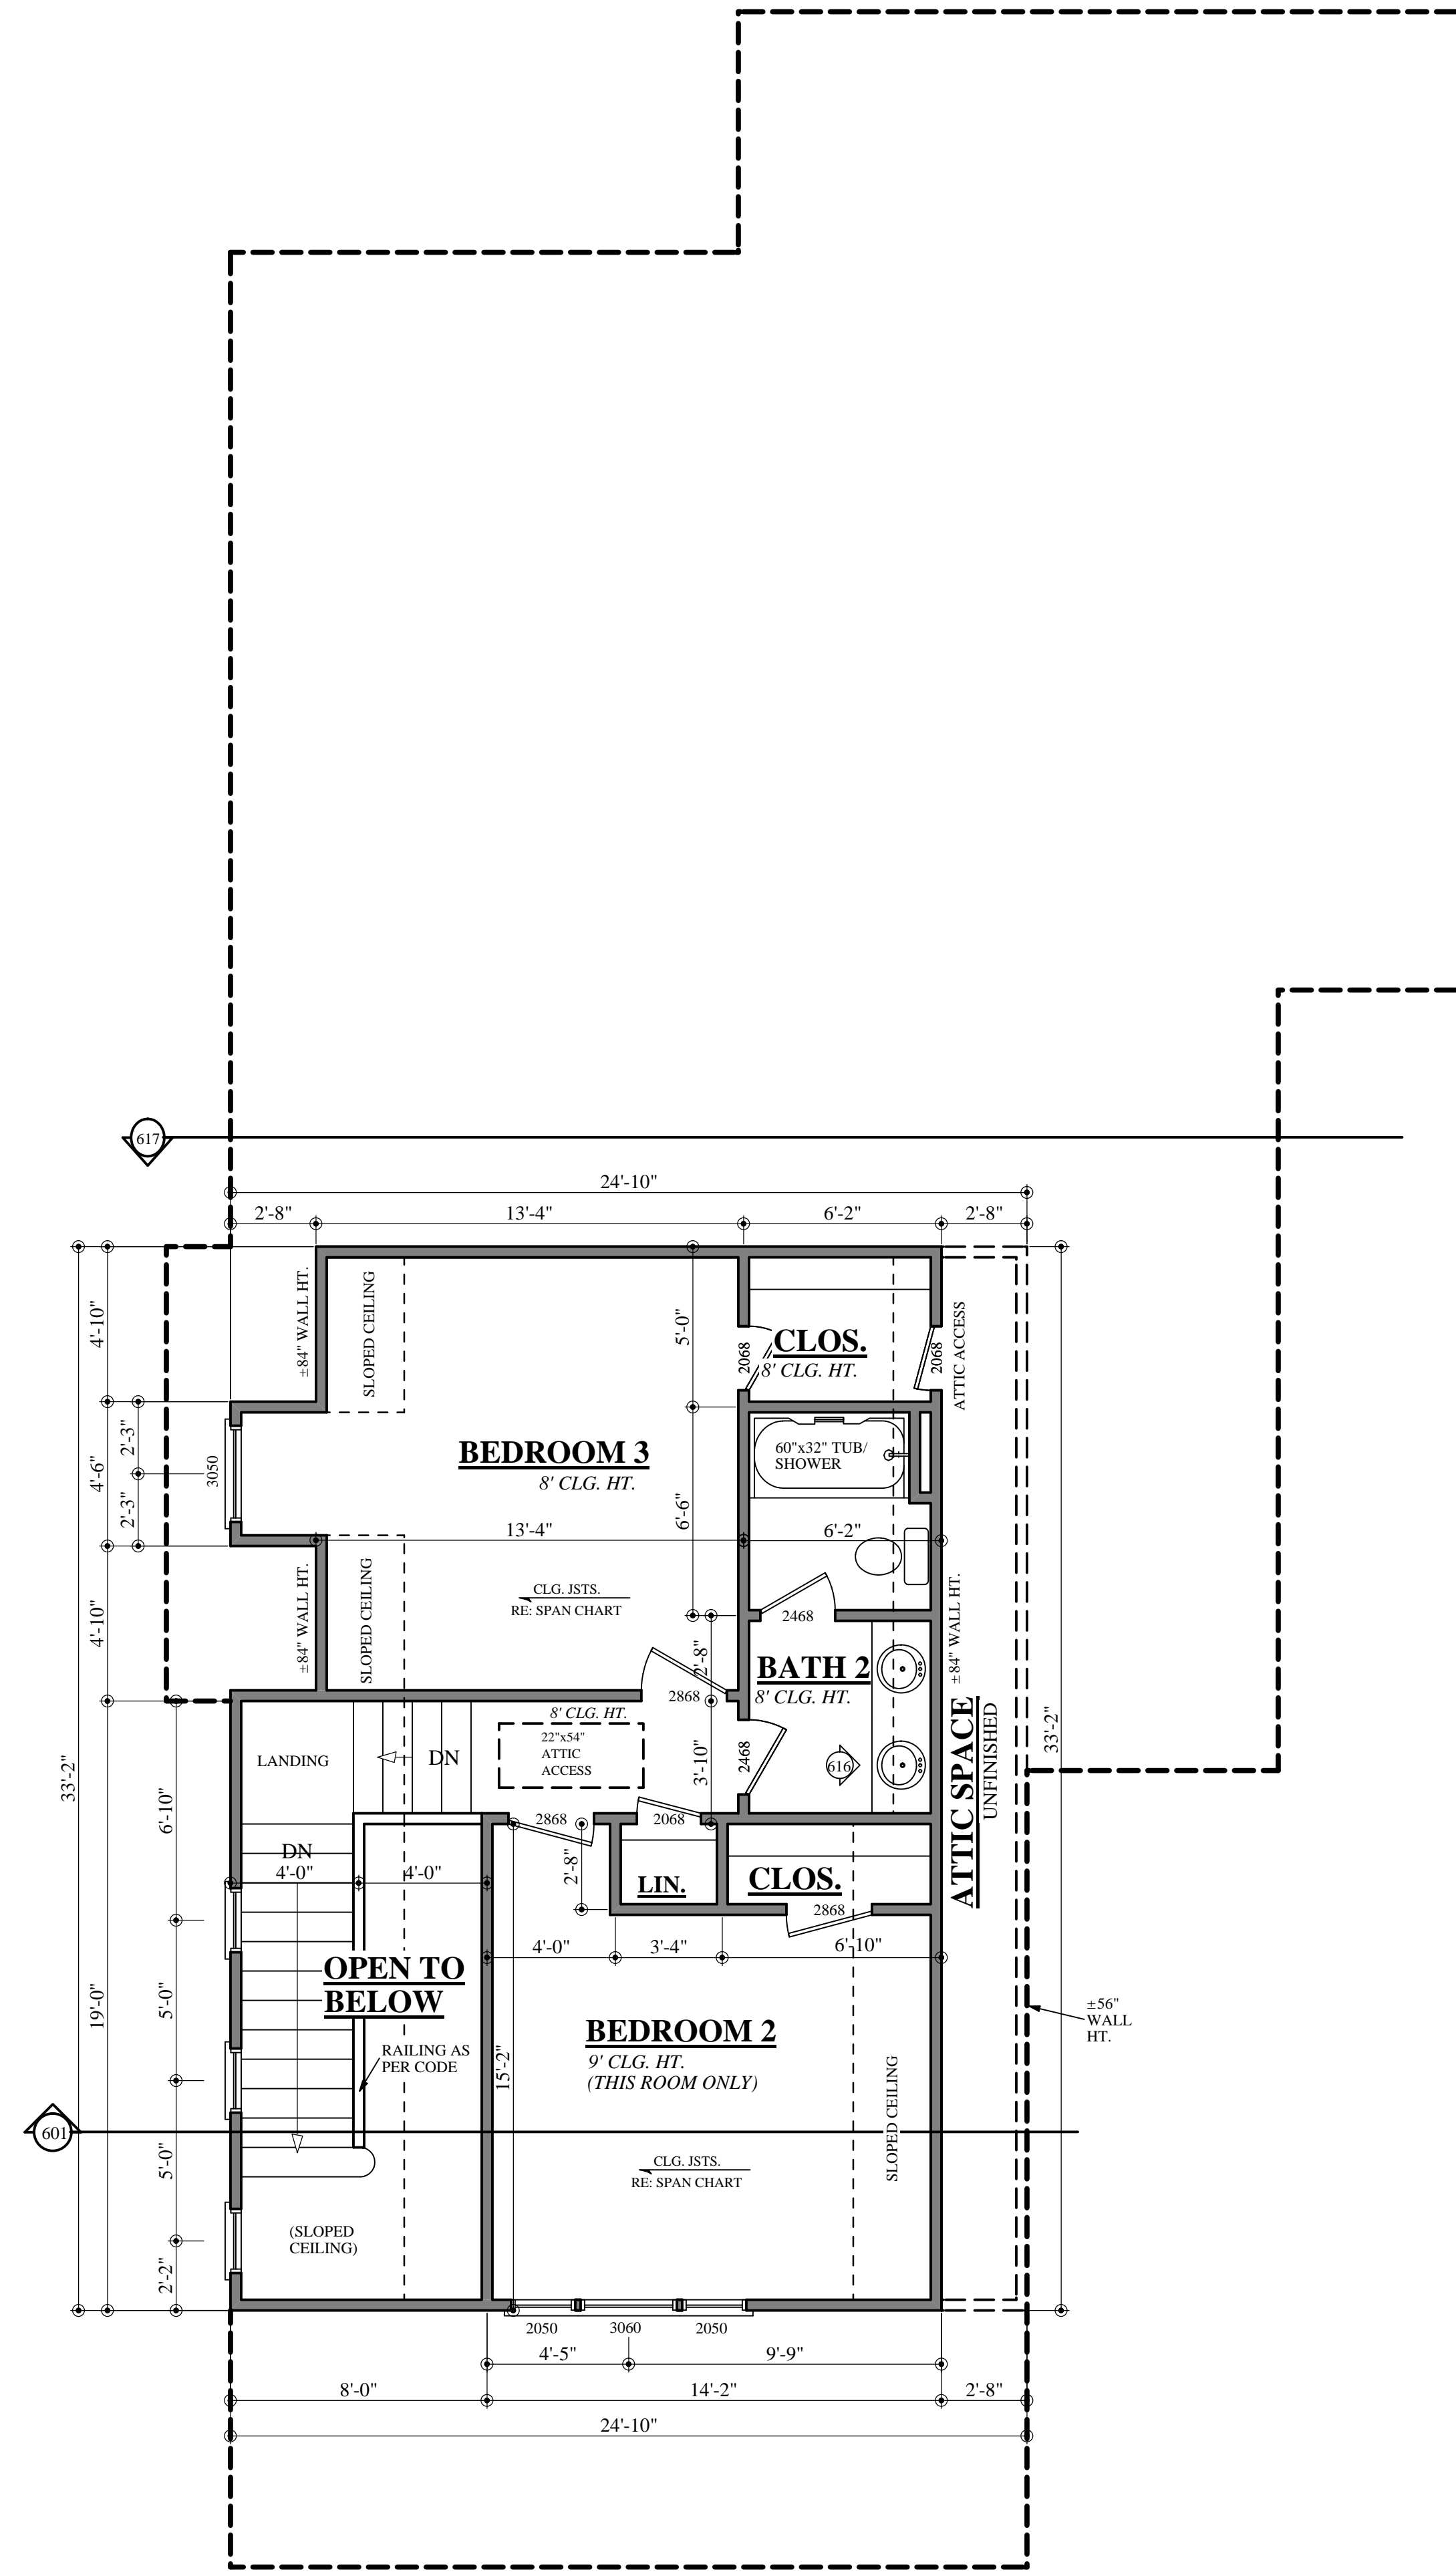 617
24'-10"
2'-8"
13'-4"
6'-2"
2'-8"
4'-10"
±84" WALL HT.
SLOPED CEILING
5'-0"
2068
CLOS.
8' CLG. HT.
2068
ATTIC ACCESS
2'-3"
4'-6"
2'-3"
3050
BEDROOM 3
8' CLG. HT.
60"x32" TUB/
SHOWER
6'-6"
13'-4"
6'-2"
4'-10"
±84" WALL HT.
SLOPED CEILING
CLG. JSTS.
RE: SPAN CHART
2468
±84" WALL HT.
2'-8"
BATH 2
8' CLG. HT.
2868
8' CLG. HT.
22"x54"
ATTIC
ACCESS
LANDING
DN
3'-10"
2468
616
ATTIC SPACE
UNFINISHED
33'-2"
33'-2"
6'-10"
2868
2068
DN
4'-0"
4'-0"
2'-8"
LIN.
CLOS.
2868
4'-0"
3'-4"
6'-10"
19'-0"
5'-0"
OPEN TO
BELOW
BEDROOM 2
9' CLG. HT.
(THIS ROOM ONLY)
±56"
WALL
HT.
RAILING AS
PER CODE
15'-2"
SLOPED CEILING
601
5'-0"
CLG. JSTS.
RE: SPAN CHART
(SLOPED
CEILING)
2'-2"
2050
3060
2050
4'-5"
9'-9"
8'-0"
14'-2"
2'-8"
24'-10"